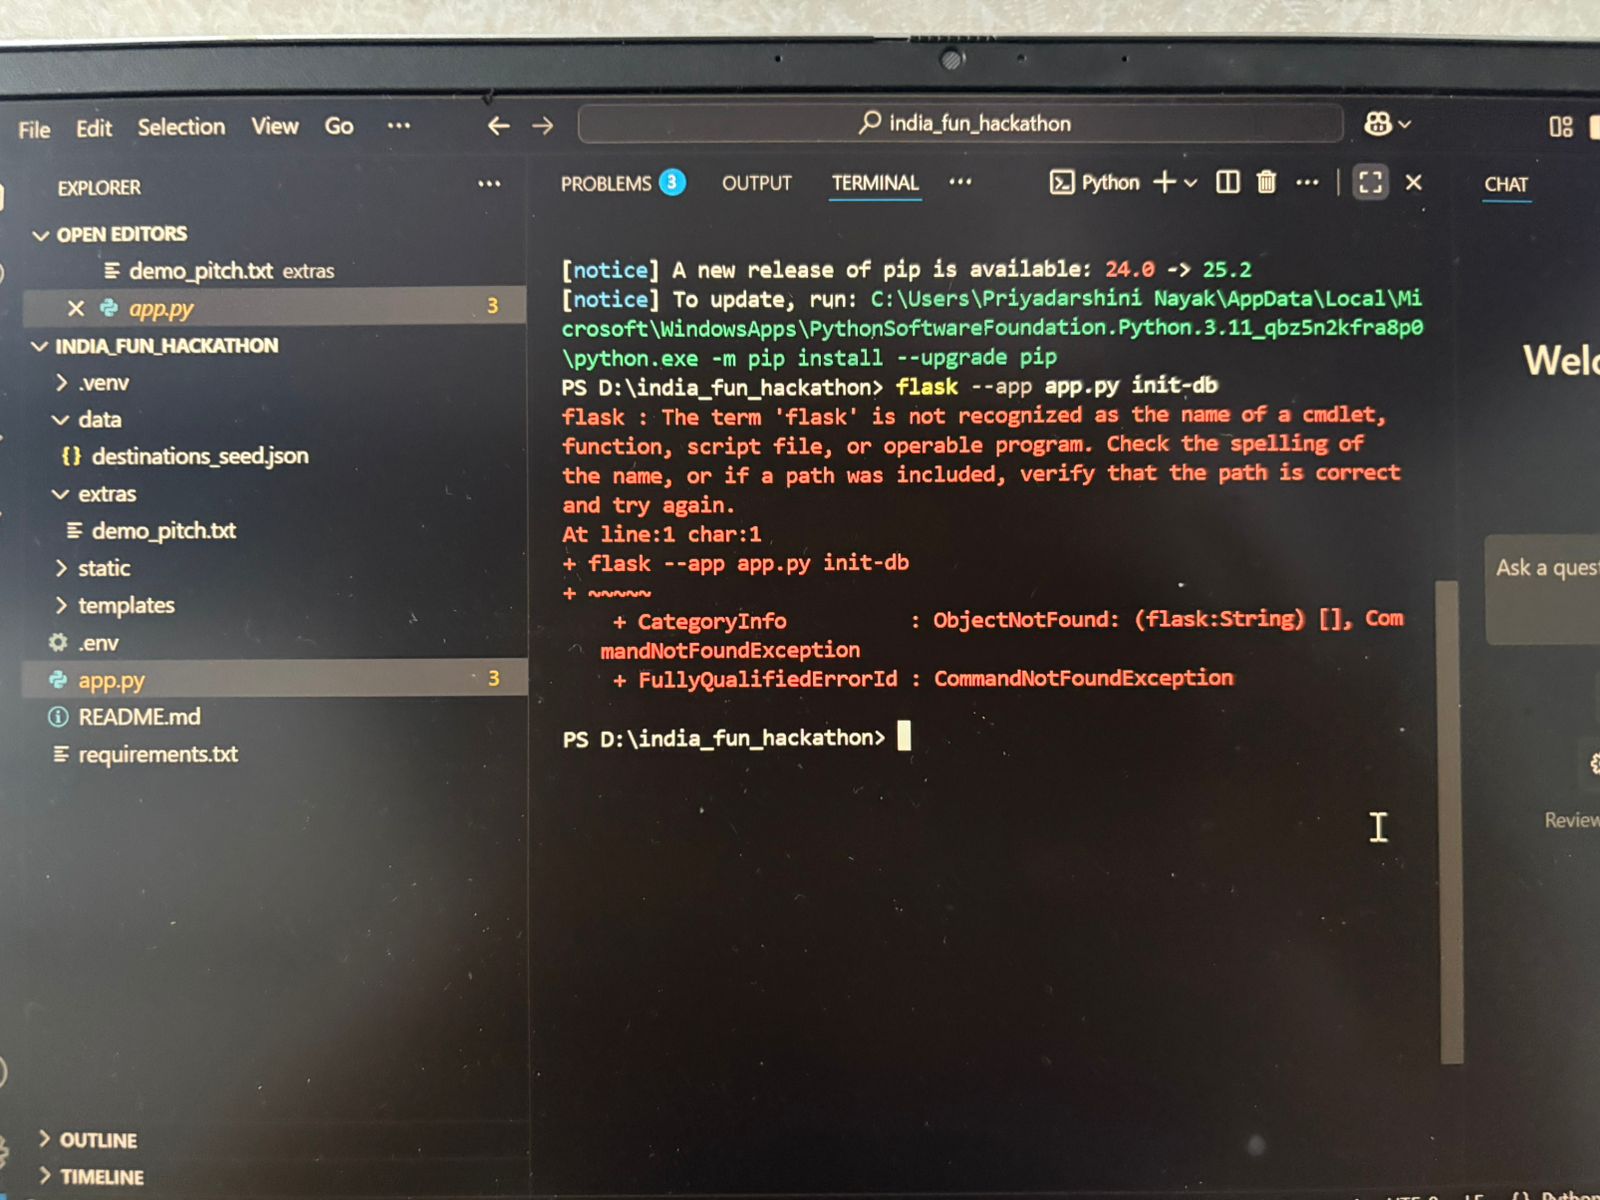 File Edit Selection View Go ··· ← → india_fun_hackathon
EXPLORER ···
OPEN EDITORS
demo_pitch.txt extras
app.py 3
INDIA_FUN_HACKATHON
.venv
data
{} destinations_seed.json
extras
demo_pitch.txt
static
templates
.env
app.py 3
README.md
requirements.txt
OUTLINE
TIMELINE
PROBLEMS 3 OUTPUT TERMINAL ··· Python
[notice] A new release of pip is available: 24.0 -> 25.2
[notice] To update, run: C:\Users\Priyadarshini Nayak\AppData\Local\Mi
crosoft\WindowsApps\PythonSoftwareFoundation.Python.3.11_qbz5n2kfra8p0
\python.exe -m pip install --upgrade pip
PS D:\india_fun_hackathon> flask --app app.py init-db
flask : The term 'flask' is not recognized as the name of a cmdlet,
function, script file, or operable program. Check the spelling of
the name, or if a path was included, verify that the path is correct
and try again.
At line:1 char:1
+ flask --app app.py init-db
+ ~~~~~
+ CategoryInfo : ObjectNotFound: (flask:String) [], Com
mandNotFoundException
+ FullyQualifiedErrorId : CommandNotFoundException
PS D:\india_fun_hackathon>
CHAT
Welc
Ask a ques
Review